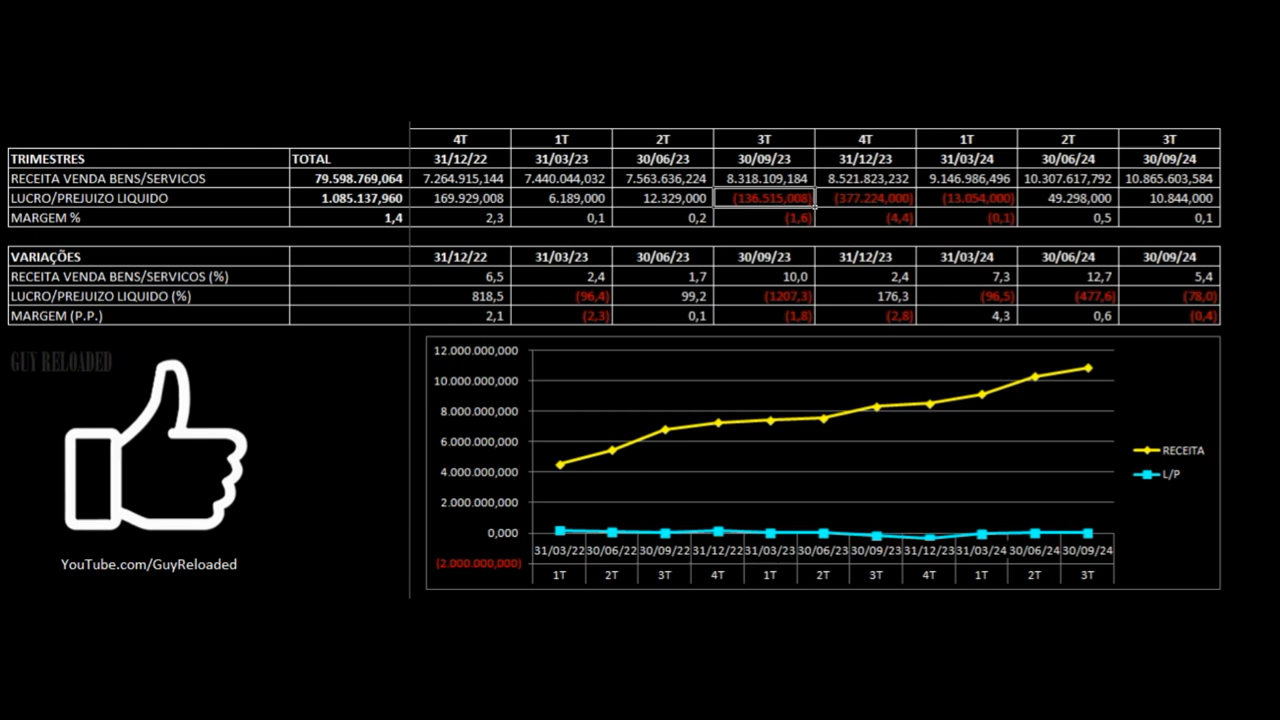 4T 1T 2T 3T 4T 1T 2T 3T
TRIMESTRES TOTAL 31/12/22 31/03/23 30/06/23 30/09/23 31/12/23 31/03/24 30/06/24 30/09/24
RECEITA VENDA BENS/SERVICOS 79.598.769,064 7.264.915,144 7.440.044,032 7.563.636,224 8.318.109,184 8.521.823,232 9.146.986,496 10.307.617,792 10.865.603,584
LUCRO/PREJUIZO LIQUIDO 1.085.137,960 169.929,008 6.189,000 12.329,000 (136.515,008) (377.224,000) (13.054,000) 49.298,000 10.844,000
MARGEM % 1,4 2,3 0,1 0,2 (1,6) (4,4) (0,1) 0,5 0,1
VARIAÇÕES 31/12/22 31/03/23 30/06/23 30/09/23 31/12/23 31/03/24 30/06/24 30/09/24
RECEITA VENDA BENS/SERVICOS (%) 6,5 2,4 1,7 10,0 2,4 7,3 12,7 5,4
LUCRO/PREJUIZO LIQUIDO (%) 818,5 (96,4) 99,2 (1207,3) 176,3 (96,5) (477,6) (78,0)
MARGEM (P.P.) 2,1 (2,3) 0,1 (1,8) (2,8) 4,3 0,6 (0,4)
GUY RELOADED
YouTube.com/GuyReloaded
12.000.000,000
10.000.000,000
8.000.000,000
6.000.000,000
4.000.000,000
2.000.000,000
0,000
(2.000.000,000)
31/03/22 30/06/22 30/09/22 31/12/22 31/03/23 30/06/23 30/09/23 31/12/23 31/03/24 30/06/24 30/09/24
1T 2T 3T 4T 1T 2T 3T 4T 1T 2T 3T
RECEITA
L/P